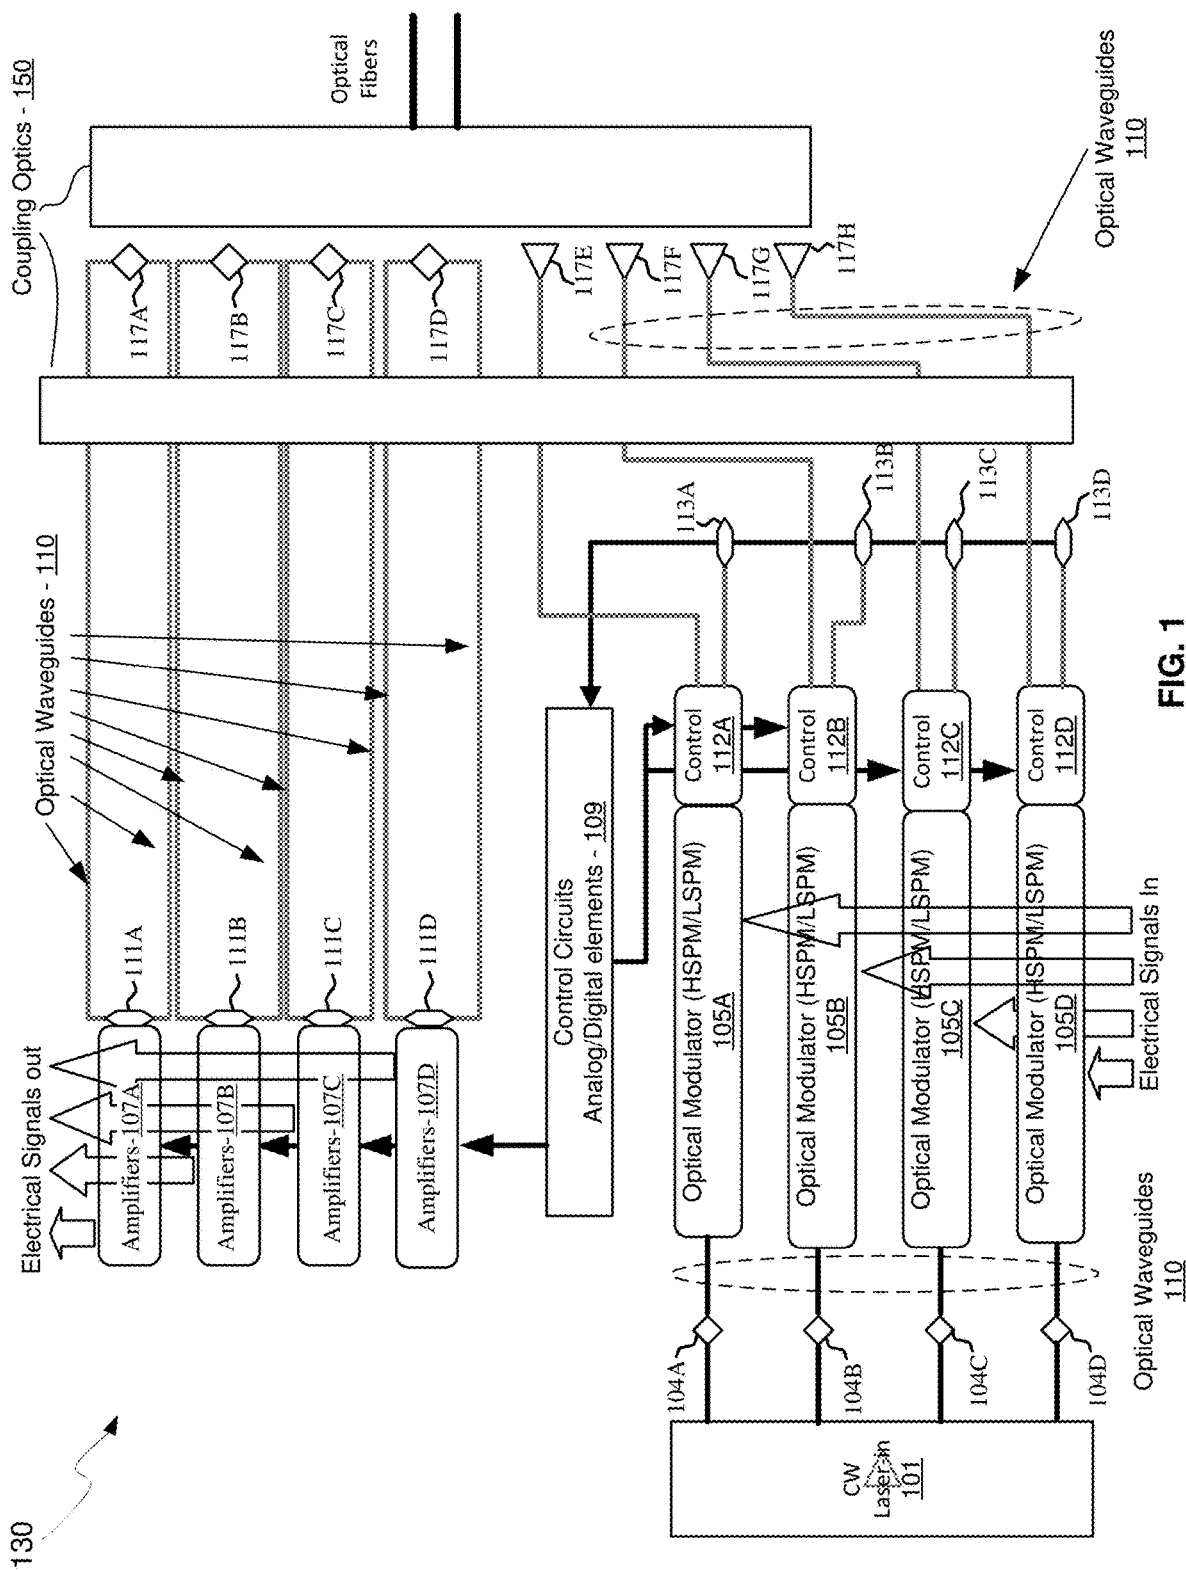 130
Electrical Signals out
Amplifiers-107A
Amplifiers-107B
Amplifiers-107C
Amplifiers-107D
111A
111B
111C
111D
Optical Waveguides - 110
Coupling Optics - 150
117A
117B
117C
117D
117E
117F
117G
117H
Optical
Fibers
Control Circuits
Analog/Digital elements - 109
CW
Laser-in
101
104A
104B
104C
104D
Optical Waveguides
110
Optical Modulator (HSPM/LSPM)
105A
Optical Modulator (HSPM/LSPM)
105B
Optical Modulator (HSPM/LSPM)
105C
Optical Modulator (HSPM/LSPM)
105D
Control
112A
Control
112B
Control
112C
Control
112D
113A
113B
113C
113D
Electrical Signals In
Optical Waveguides
110
FIG. 1